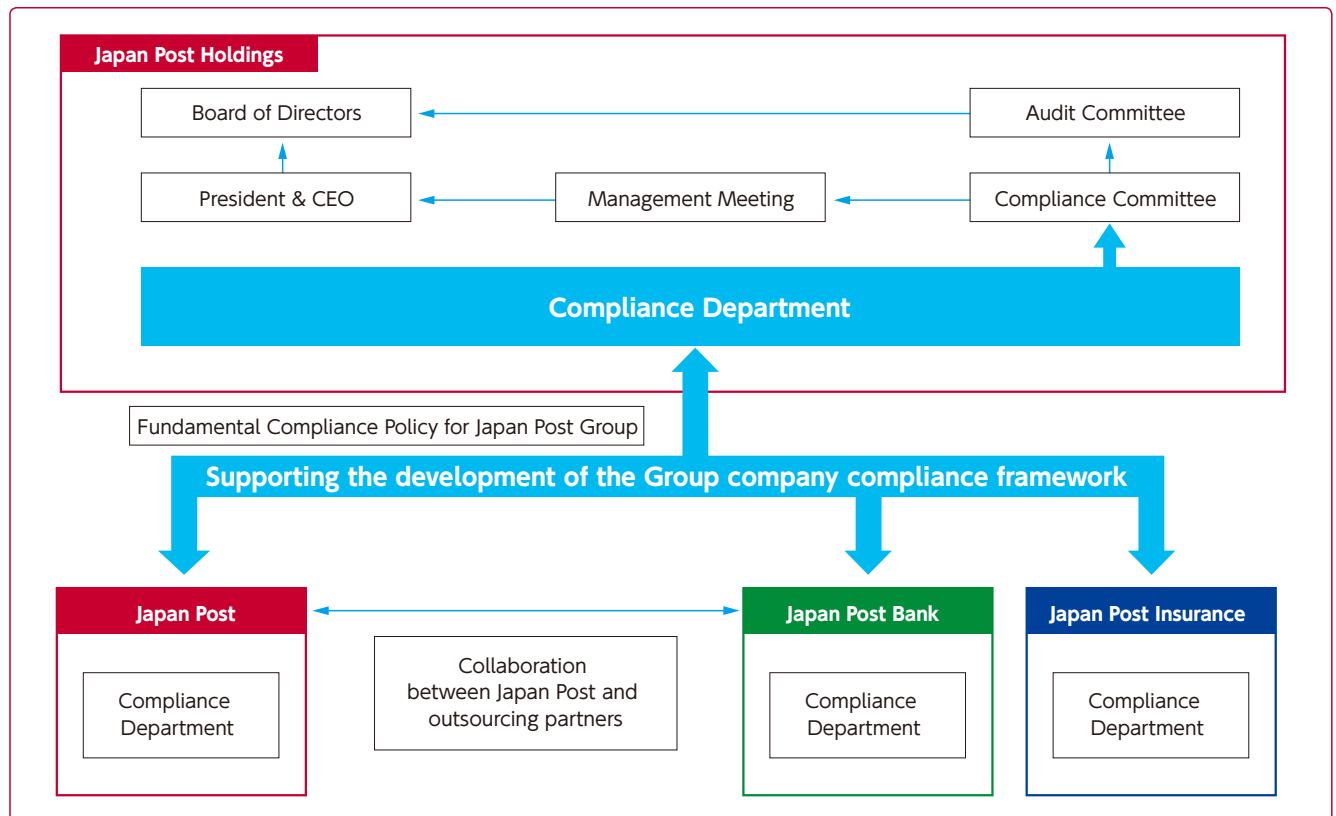 Japan Post Holdings
Board of Directors
Audit Committee
President & CEO
Management Meeting
Compliance Committee
Compliance Department
Fundamental Compliance Policy for Japan Post Group
Supporting the development of the Group company compliance framework
Japan Post
Compliance
Department
Collaboration
between Japan Post and
outsourcing partners
Japan Post Bank
Compliance
Department
Japan Post Insurance
Compliance
Department